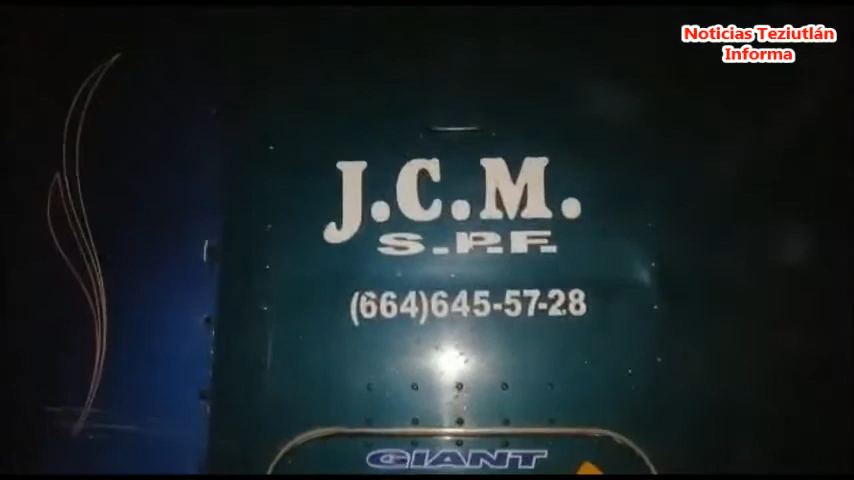 Noticias Teziutlán
Informa
J.C.M.
S.P.F.
(664)645-57-28
GIANT